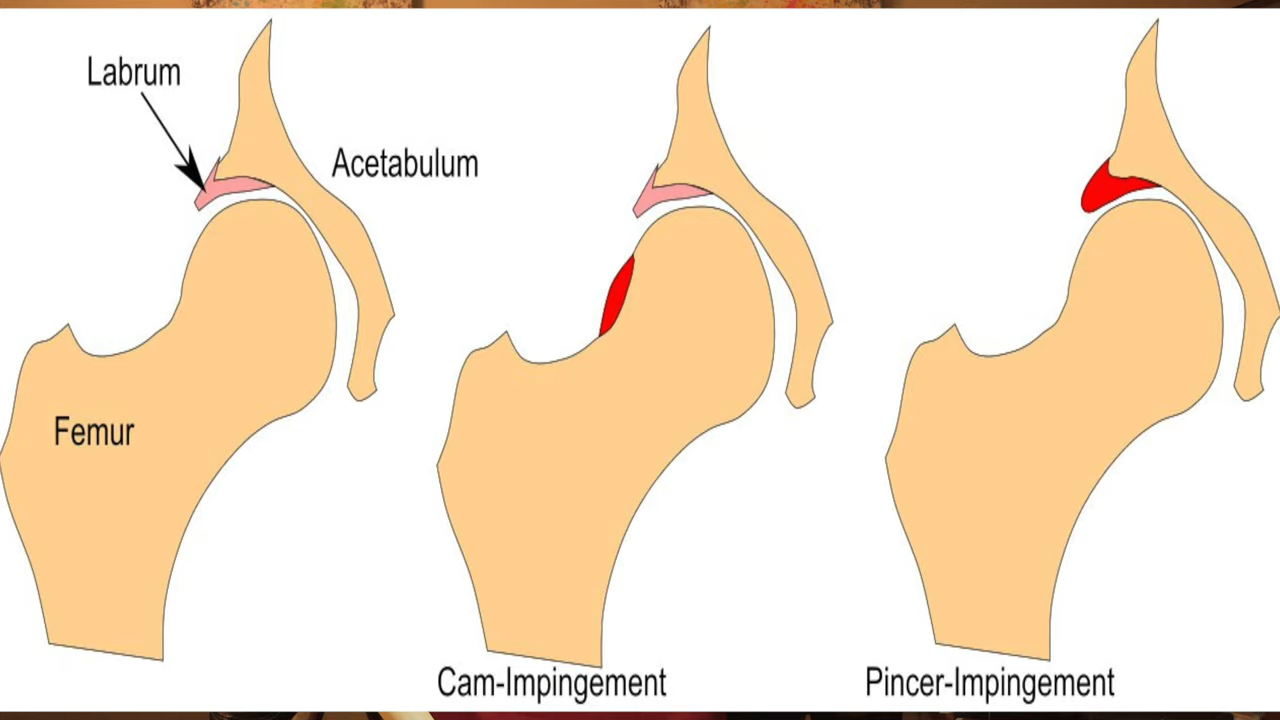 Labrum
Acetabulum
Femur
Cam-Impingement
Pincer-Impingement